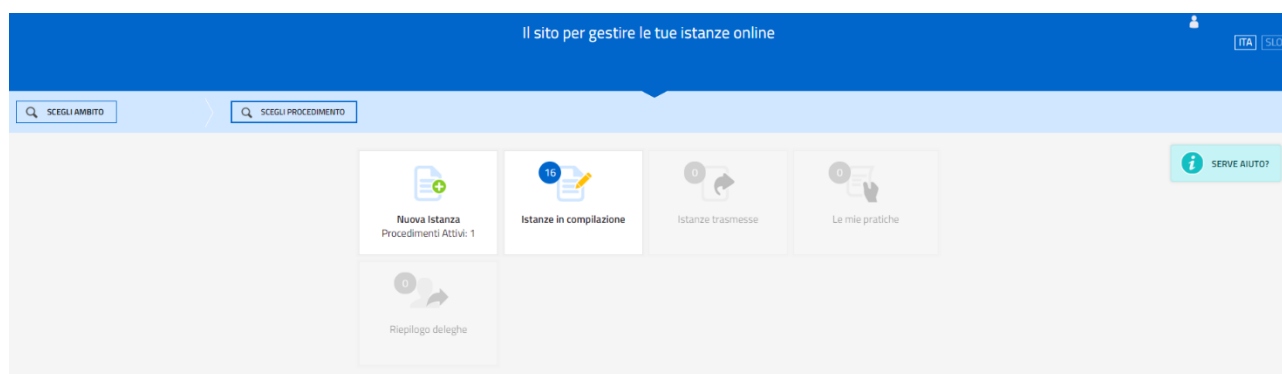 Il sito per gestire le tue istanze online
ITA SLO
SCEGLI AMBITO
SCEGLI PROCEDIMENTO
SERVE AIUTO?
Nuova Istanza
Procedimenti Attivi: 1
16
Istanze in compilazione
0
Istanze trasmesse
0
Le mie pratiche
0
Riepilogo deleghe